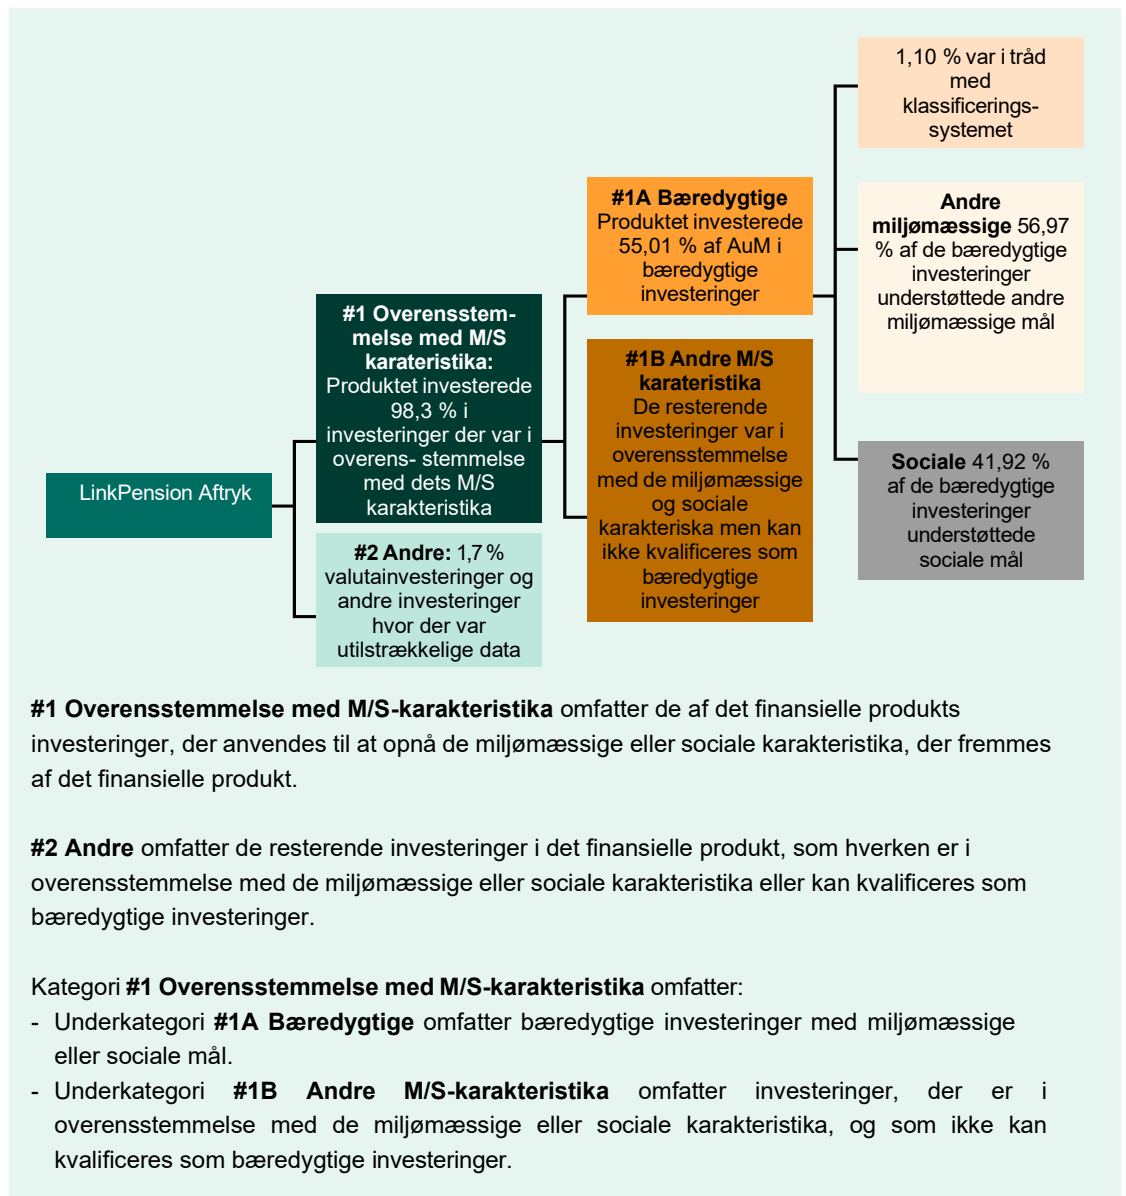 LinkPension Aftryk
#1 Overensstem-
melse med M/S
karateristika:
Produktet investerede
98,3 % i
investeringer der var i
overens- stemmelse
med dets M/S
karakteristika
#2 Andre: 1,7 %
valutainvesteringer og
andre investeringer
hvor der var
utilstrækkelige data
#1A Bæredygtige
Produktet investerede
55,01 % af AuM i
bæredygtige
investeringer
#1B Andre M/S
karateristika
De resterende
investeringer var i
overensstemmelse
med de miljømæssige
og sociale
karakteriska men kan
ikke kvalificeres som
bæredygtige
investeringer
1,10 % var i tråd
med
klassificerings-
systemet
Andre
miljømæssige 56,97
% af de bæredygtige
investeringer
understøttede andre
miljømæssige mål
Sociale 41,92 %
af de bæredygtige
investeringer
understøttede
sociale mål
#1 Overensstemmelse med M/S-karakteristika omfatter de af det finansielle produkts
investeringer, der anvendes til at opnå de miljømæssige eller sociale karakteristika, der fremmes
af det finansielle produkt.
#2 Andre omfatter de resterende investeringer i det finansielle produkt, som hverken er i
overensstemmelse med de miljømæssige eller sociale karakteristika eller kan kvalificeres som
bæredygtige investeringer.
Kategori #1 Overensstemmelse med M/S-karakteristika omfatter:
- Underkategori #1A Bæredygtige omfatter bæredygtige investeringer med miljømæssige
eller sociale mål.
- Underkategori #1B Andre M/S-karakteristika omfatter investeringer, der er i
overensstemmelse med de miljømæssige eller sociale karakteristika, og som ikke kan
kvalificeres som bæredygtige investeringer.